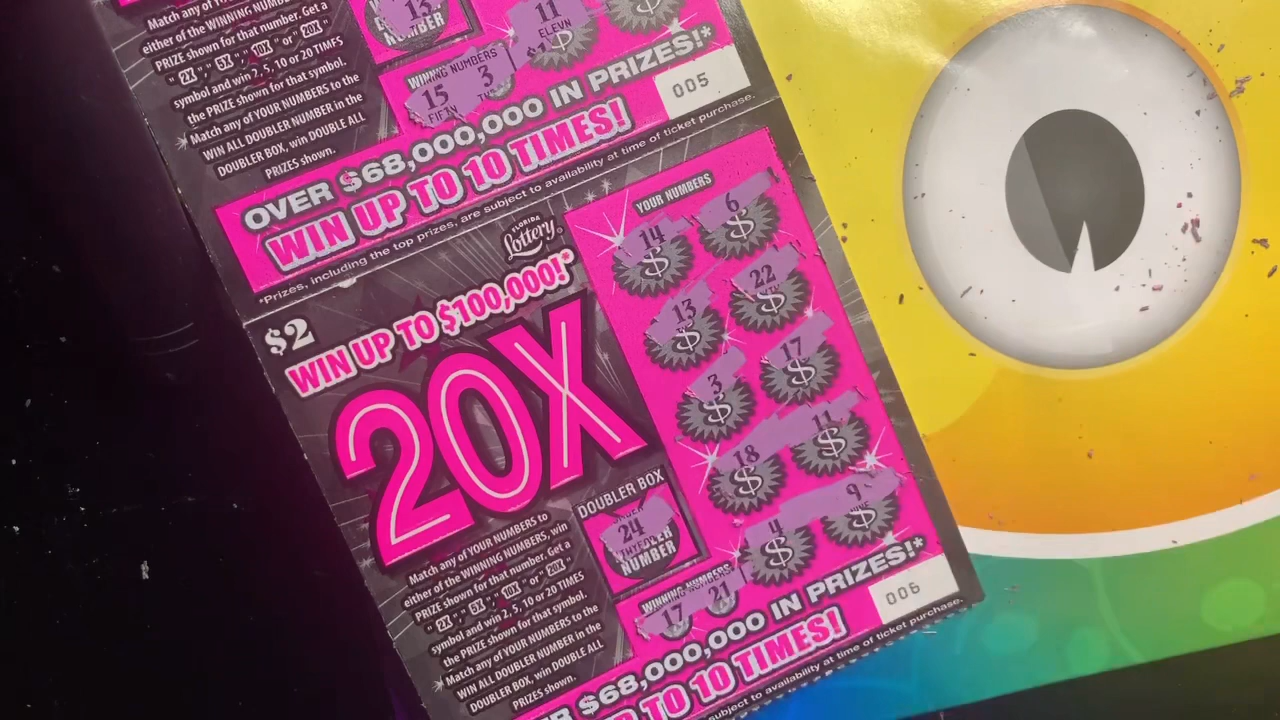 Match any of
either of the WINNING NUMBERS, win
PRIZE shown for that number. Get a
"2X", "5X", "10X" or "20X"
symbol and win 2, 5, 10 or 20 TIMES
the PRIZE shown for that symbol.
Match any of YOUR NUMBERS to the
WIN ALL DOUBLER NUMBER in the
DOUBLER BOX, win DOUBLE ALL
PRIZES shown.
13
NUMBER
11
ELEVN
WINNING NUMBERS
15 3
005
OVER $68,000,000 IN PRIZES!*
WIN UP TO 10 TIMES!
*Prizes, including the top prizes, are subject to availability at time of ticket purchase.
FLORIDA
Lottery
$2
WIN UP TO $100,000!*
20X
YOUR NUMBERS
14 6
$ $
13 22
$ $
3 17
$ $
18 11
$ $
4 9
$ $
DOUBLER BOX
24
NUMBER
WINNING NUMBERS
17 21
Match any of YOUR NUMBERS to
either of the WINNING NUMBERS, win
PRIZE shown for that number. Get a
"2X", "5X", "10X" or "20X"
symbol and win 2, 5, 10 or 20 TIMES
the PRIZE shown for that symbol.
Match any of YOUR NUMBERS to the
WIN ALL DOUBLER NUMBER in the
DOUBLER BOX, win DOUBLE ALL
PRIZES shown.
006
$68,000,000 IN PRIZES!*
TO 10 TIMES!
subject to availability at time of ticket purchase.